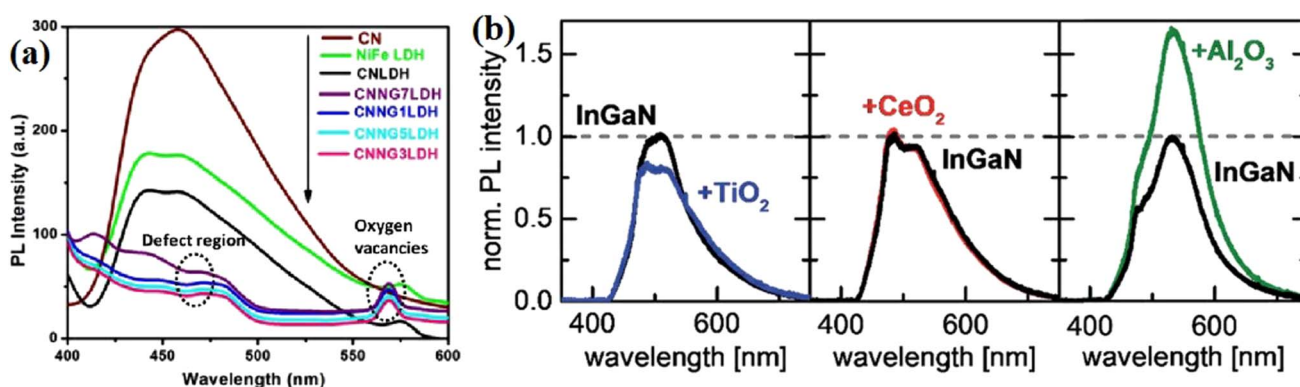 (a)
300
200
100
0
PL Intensity (a.u.)
CN
NiFe LDH
CNLDH
CNNG7LDH
CNNG1LDH
CNNG5LDH
CNNG3LDH
Defect region
Oxygen
vacancies
400 450 500 550 600
Wavelength (nm)
(b)
1.5
1.0
0.5
0.0
norm. PL intensity
InGaN
+TiO₂
400 600
wavelength [nm]
+CeO₂
InGaN
400 600
wavelength [nm]
+Al₂O₃
InGaN
400 600
wavelength [nm]